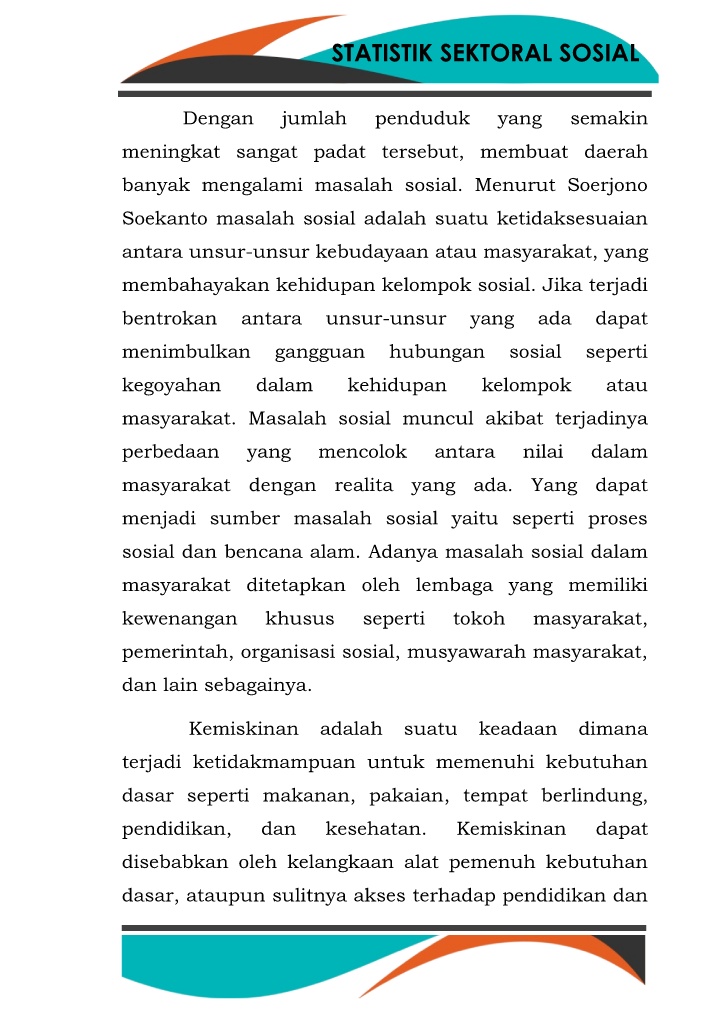 STATISTIK SEKTORAL SOSIAL
Dengan jumlah penduduk yang semakin
meningkat sangat padat tersebut, membuat daerah
banyak mengalami masalah sosial. Menurut Soerjono
Soekanto masalah sosial adalah suatu ketidaksesuaian
antara unsur-unsur kebudayaan atau masyarakat, yang
membahayakan kehidupan kelompok sosial. Jika terjadi
bentrokan antara unsur-unsur yang ada dapat
menimbulkan gangguan hubungan sosial seperti
kegoyahan dalam kehidupan kelompok atau
masyarakat. Masalah sosial muncul akibat terjadinya
perbedaan yang mencolok antara nilai dalam
masyarakat dengan realita yang ada. Yang dapat
menjadi sumber masalah sosial yaitu seperti proses
sosial dan bencana alam. Adanya masalah sosial dalam
masyarakat ditetapkan oleh lembaga yang memiliki
kewenangan khusus seperti tokoh masyarakat,
pemerintah, organisasi sosial, musyawarah masyarakat,
dan lain sebagainya.
Kemiskinan adalah suatu keadaan dimana
terjadi ketidakmampuan untuk memenuhi kebutuhan
dasar seperti makanan, pakaian, tempat berlindung,
pendidikan, dan kesehatan. Kemiskinan dapat
disebabkan oleh kelangkaan alat pemenuh kebutuhan
dasar, ataupun sulitnya akses terhadap pendidikan dan